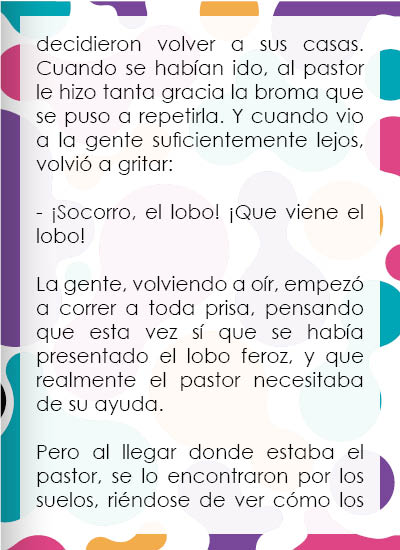 decidieron volver a sus casas.
Cuando se habían ido, al pastor
le hizo tanta gracia la broma que
se puso a repetirla. Y cuando vio
a la gente suficientemente lejos,
volvió a gritar:
- ¡Socorro, el lobo! ¡Que viene el
lobo!
La gente, volviendo a oír, empezó
a correr a toda prisa, pensando
que esta vez sí que se había
presentado el lobo feroz, y que
realmente el pastor necesitaba
de su ayuda.
Pero al llegar donde estaba el
pastor, se lo encontraron por los
suelos, riéndose de ver cómo los